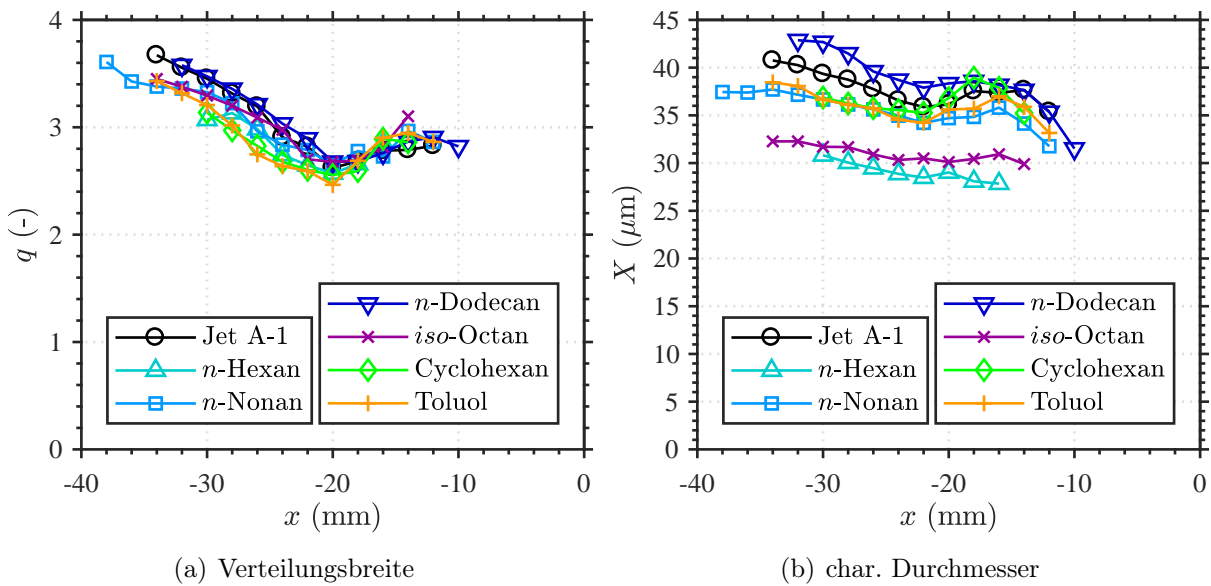 4
3
2
1
0
q (-)
-40
-30
-20
-10
0
x (mm)
Jet A-1
n-Hexan
n-Nonan
n-Dodecan
iso-Octan
Cyclohexan
Toluol
(a) Verteilungsbreite
45
40
35
30
25
20
15
10
5
0
X (μm)
-40
-30
-20
-10
0
x (mm)
Jet A-1
n-Hexan
n-Nonan
n-Dodecan
iso-Octan
Cyclohexan
Toluol
(b) char. Durchmesser